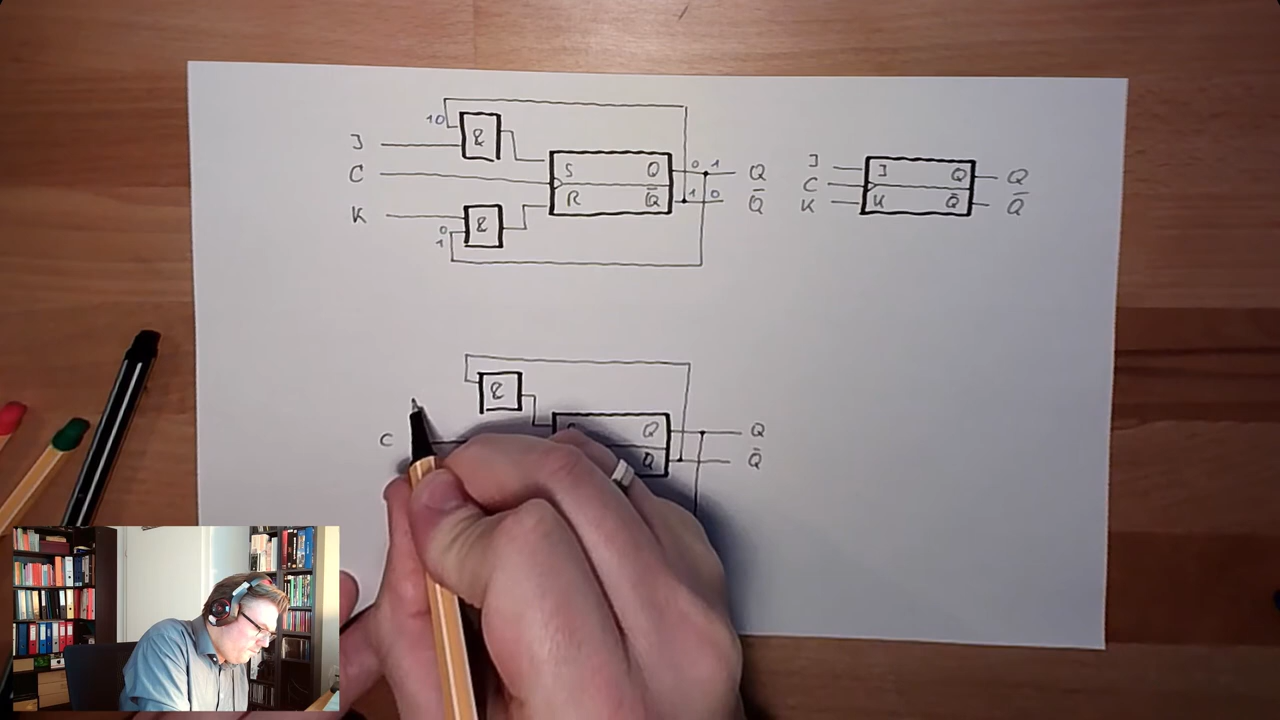 10
J
&
C
S Q 0 1 Q
R Q̅ 1 0 Q̅
K
0
1
&
J J Q Q
C
K K Q̅ Q̅
&
C
Q Q
Q̅ Q̅